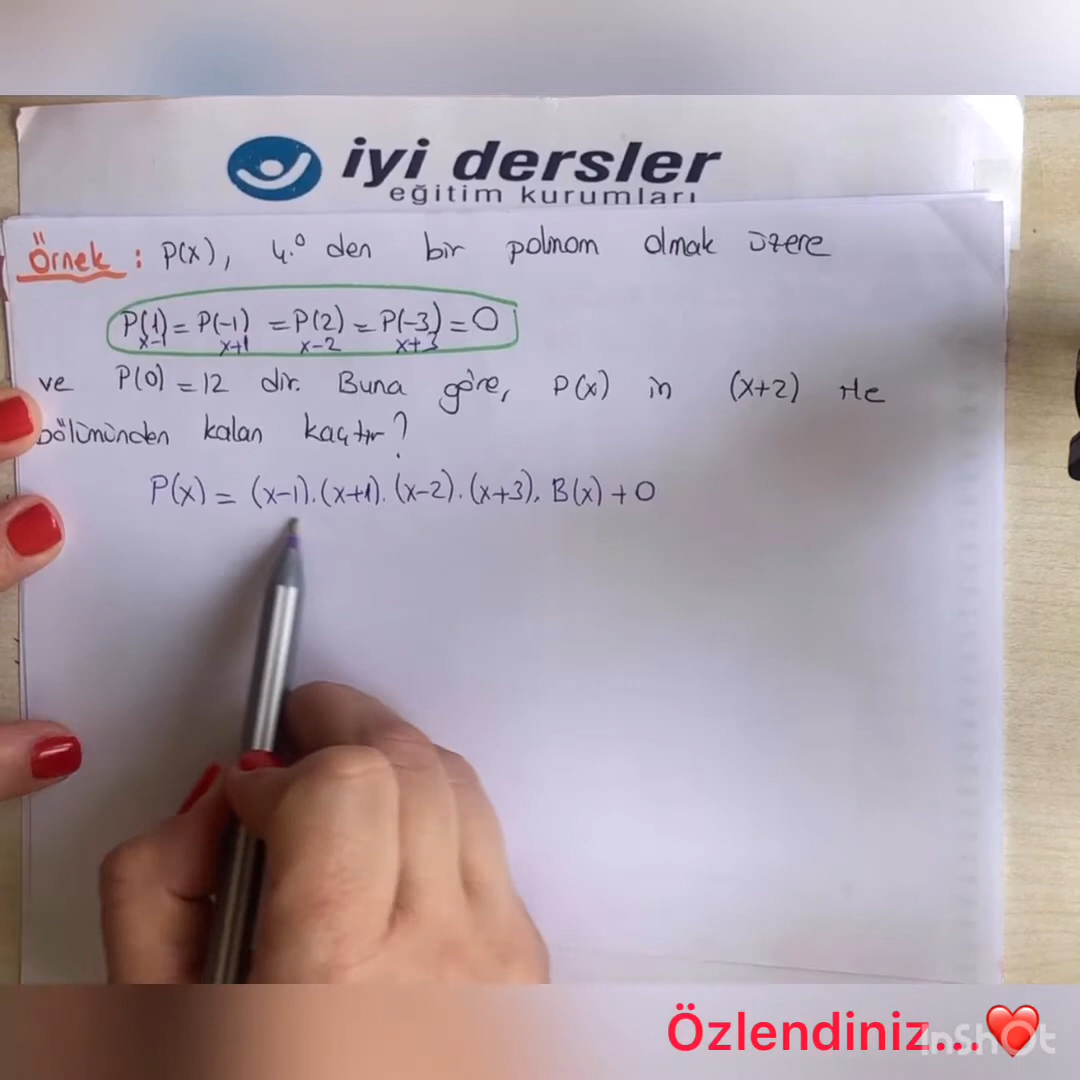 iyi dersler
eğitim kurumları
Örnek : P(x), 4.° den bir polinom olmak üzere
P(1) = P(-1) = P(2) = P(-3) = 0
x-1 x+1 x-2 x+3
ve P(0) = 12 dir. Buna göre, P(x) in (x+2) ile
bölümünden kalan kaçtır?
P(x) = (x-1).(x+1).(x-2).(x+3). B(x) + 0
Özlendiniz...❤️
InShOt